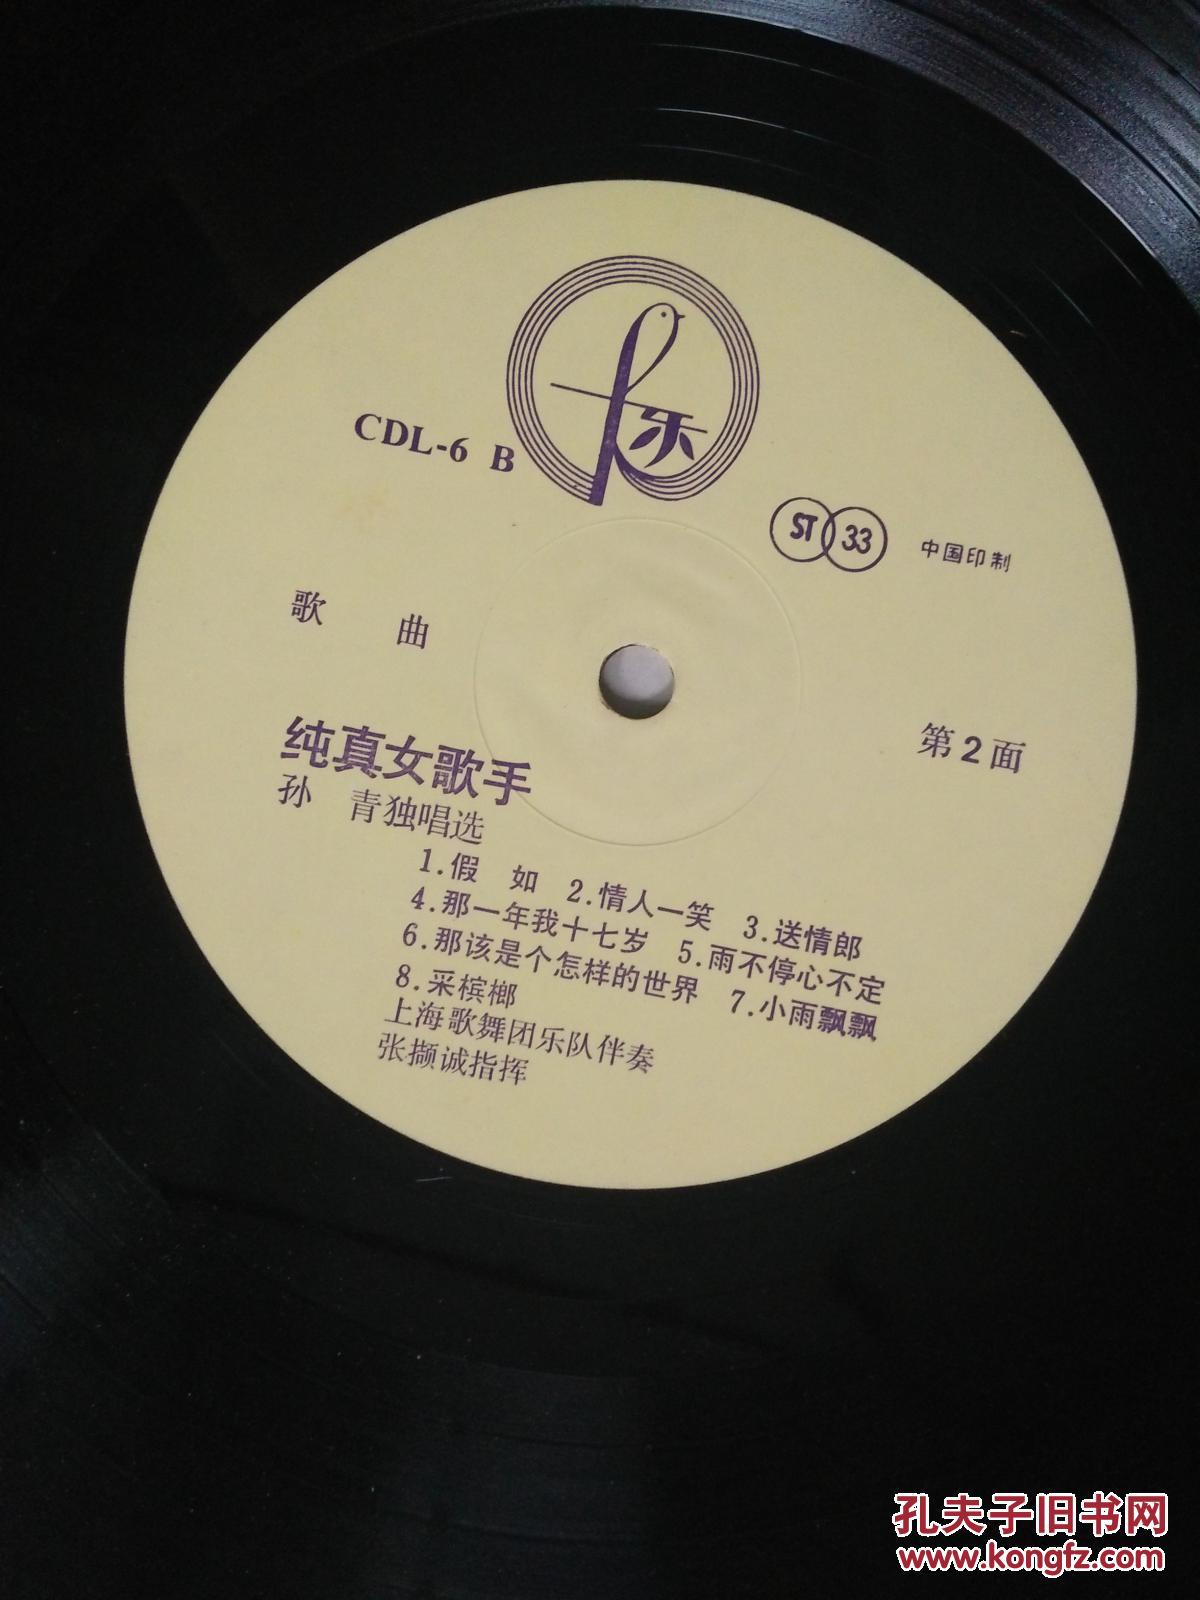 乐
CDL-6 B
ST 33 中国印制
歌 曲
第2面
纯真女歌手
孙 青独唱选
1.假 如 2.情人一笑 3.送情郎
4.那一年我十七岁 5.雨不停心不定
6.那该是个怎样的世界 7.小雨飘飘
8.采槟榔
上海歌舞团乐队伴奏
张撷诚指挥
孔夫子旧书网
www.kongfz.com